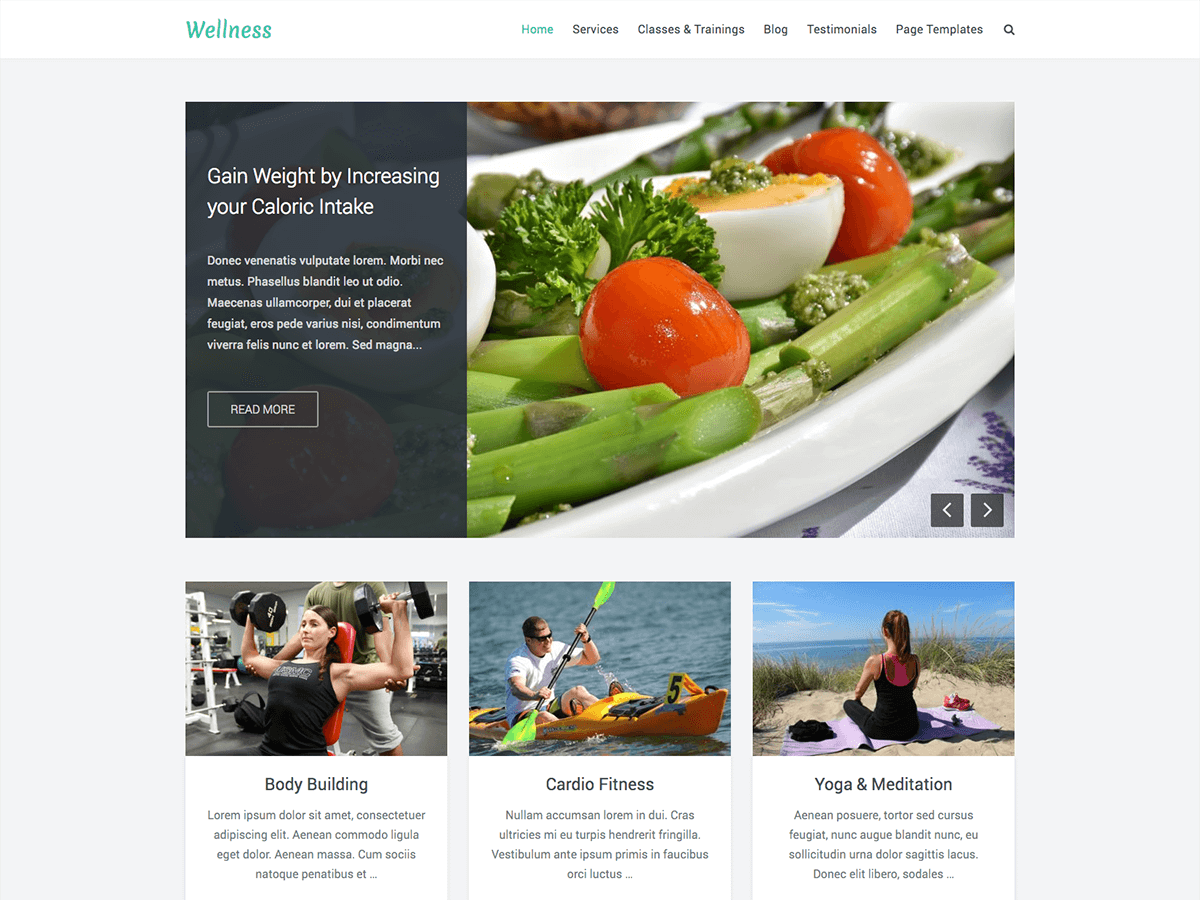 Wellness
Home Services Classes & Trainings Blog Testimonials Page Templates
Gain Weight by Increasing
your Caloric Intake
Donec venenatis vulputate lorem. Morbi nec
metus. Phasellus blandit leo ut odio.
Maecenas ullamcorper, dui et placerat
feugiat, eros pede varius nisi, condimentum
viverra felis nunc et lorem. Sed magna...
READ MORE
5
Body Building
Lorem ipsum dolor sit amet, consectetuer
adipiscing elit. Aenean commodo ligula
eget dolor. Aenean massa. Cum sociis
natoque penatibus et ...
Cardio Fitness
Nullam accumsan lorem in dui. Cras
ultricies mi eu turpis hendrerit fringilla.
Vestibulum ante ipsum primis in faucibus
orci luctus ...
Yoga & Meditation
Aenean posuere, tortor sed cursus
feugiat, nunc augue blandit nunc, eu
sollicitudin urna dolor sagittis lacus.
Donec elit libero, sodales ...